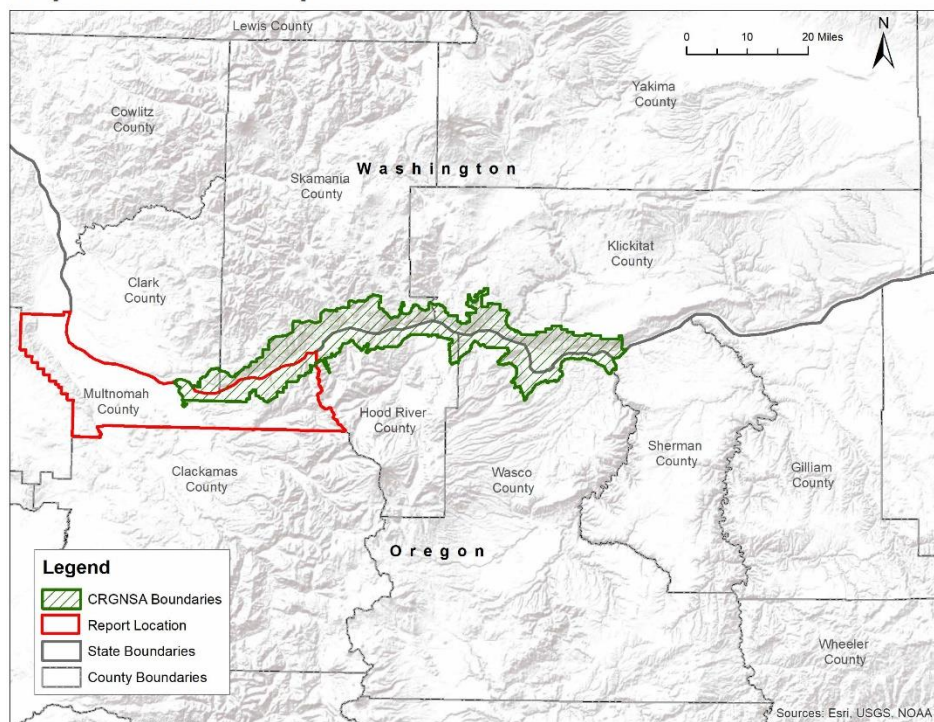 Lewis County
N
0 10 20 Miles
Yakima
County
Cowlitz
County
Washington
Skamania
County
Klickitat
County
Clark
County
Multnomah
County
Hood River
County
Clackamas
County
Wasco
County
Sherman
County
Gilliam
County
Oregon
Legend
CRGNSA Boundaries
Report Location
State Boundaries
County Boundaries
Wheeler
County
Sources: Esri, USGS, NOAA